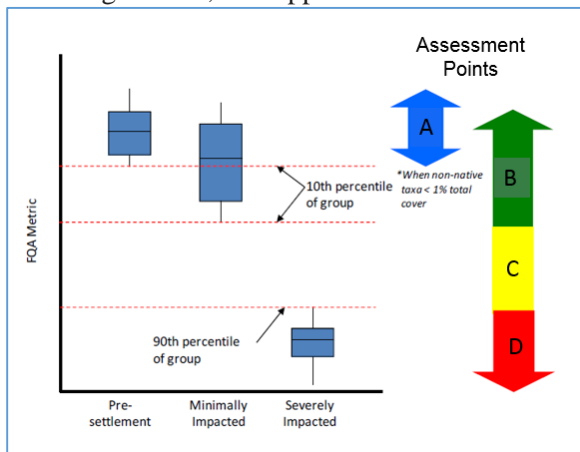 Assessment
Points
A
*When non-native
taxa < 1% total
cover
B
C
D
FQA Metric
10th percentile
of group
90th percentile
of group
Pre-
settlement
Minimally
Impacted
Severely
Impacted